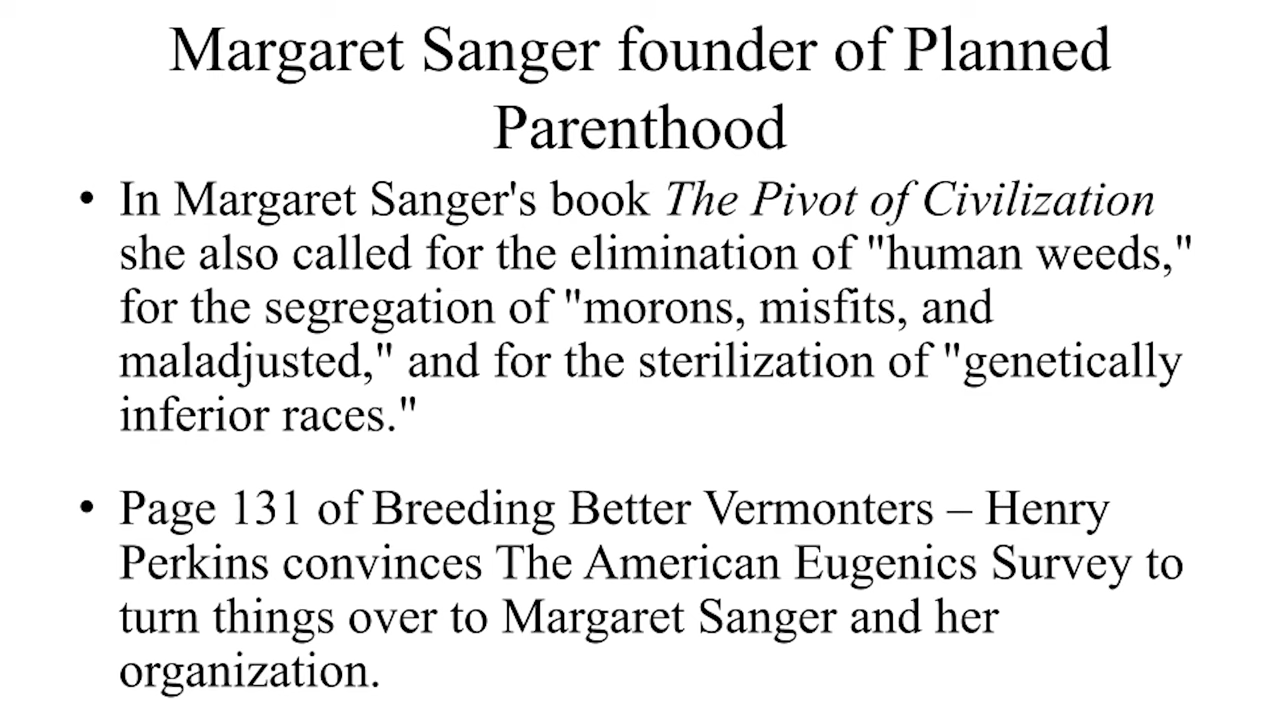 Margaret Sanger founder of Planned
Parenthood
• In Margaret Sanger's book The Pivot of Civilization
she also called for the elimination of "human weeds,"
for the segregation of "morons, misfits, and
maladjusted," and for the sterilization of "genetically
inferior races."
• Page 131 of Breeding Better Vermonters – Henry
Perkins convinces The American Eugenics Survey to
turn things over to Margaret Sanger and her
organization.